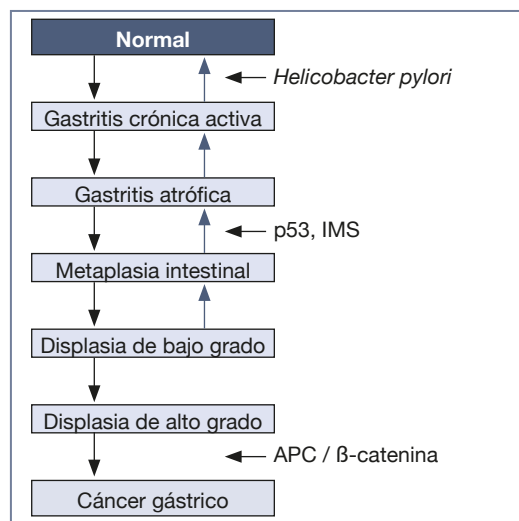 Normal
Helicobacter pylori
Gastritis crónica activa
Gastritis atrófica
p53, IMS
Metaplasia intestinal
Displasia de bajo grado
Displasia de alto grado
APC / ß-catenina
Cáncer gástrico